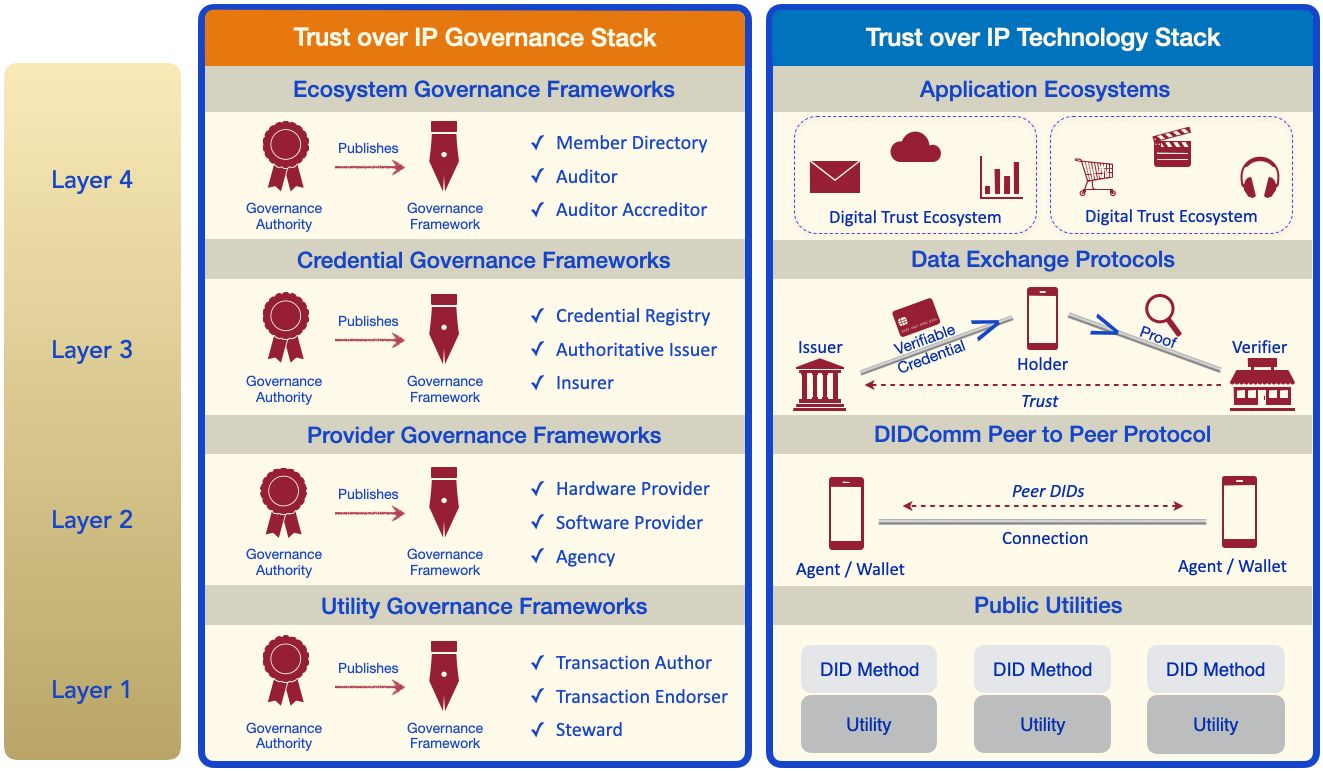 Trust over IP Governance Stack
Trust over IP Technology Stack
Layer 4
Ecosystem Governance Frameworks
Publishes
Governance
Authority
Governance
Framework
✓ Member Directory
✓ Auditor
✓ Auditor Accreditor
Application Ecosystems
Digital Trust Ecosystem
Digital Trust Ecosystem
Layer 3
Credential Governance Frameworks
Publishes
Governance
Authority
Governance
Framework
✓ Credential Registry
✓ Authoritative Issuer
✓ Insurer
Data Exchange Protocols
Issuer
Verifiable
Credential
Holder
Proof
Verifier
Trust
Layer 2
Provider Governance Frameworks
Publishes
Governance
Authority
Governance
Framework
✓ Hardware Provider
✓ Software Provider
✓ Agency
DIDComm Peer to Peer Protocol
Peer DIDs
Connection
Agent / Wallet
Agent / Wallet
Layer 1
Utility Governance Frameworks
Publishes
Governance
Authority
Governance
Framework
✓ Transaction Author
✓ Transaction Endorser
✓ Steward
Public Utilities
DID Method
DID Method
DID Method
Utility
Utility
Utility